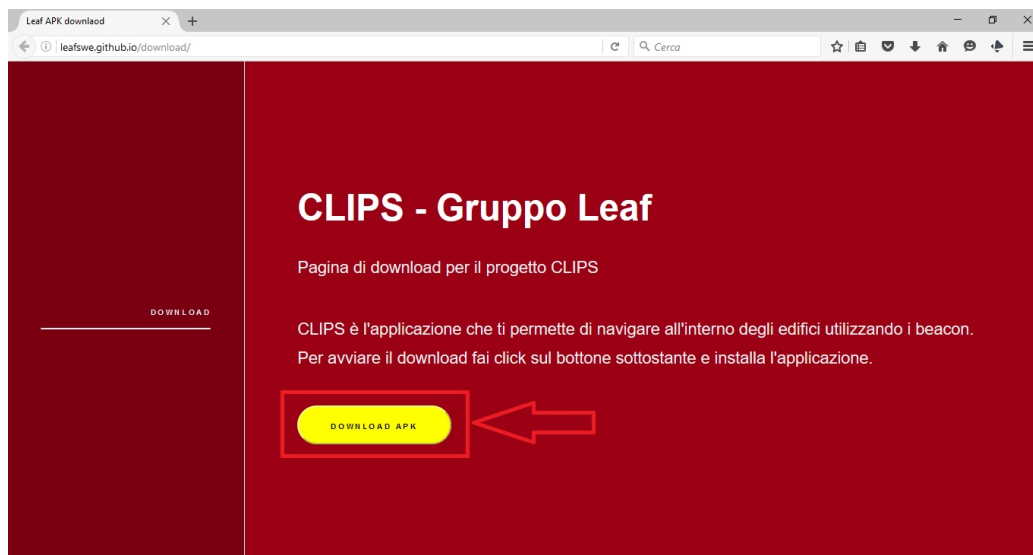 Leaf APK downlaod
leafswe.github.io/download/
Cerca
DOWNLOAD
CLIPS - Gruppo Leaf
Pagina di download per il progetto CLIPS
CLIPS è l'applicazione che ti permette di navigare all'interno degli edifici utilizzando i beacon.
Per avviare il download fai click sul bottone sottostante e installa l'applicazione.
DOWNLOAD APK